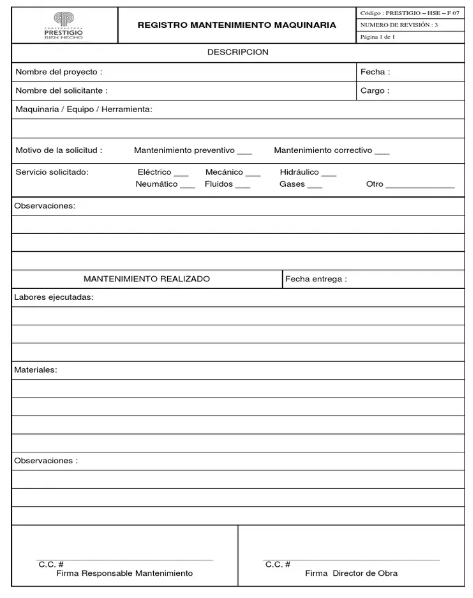 PRESTIGIO
BIEN HECHO
REGISTRO MANTENIMIENTO MAQUINARIA
Código : PRESTIGIO – HSE – F 07
NUMERO DE REVISIÓN : 3
Página 1 de 1
DESCRIPCION
Nombre del proyecto :
Fecha :
Nombre del solicitante :
Cargo :
Maquinaria / Equipo / Herramienta:
Motivo de la solicitud : Mantenimiento preventivo ___ Mantenimiento correctivo ___
Servicio solicitado: Eléctrico ___ Mecánico ___ Hidráulico ___
Neumático ___ Fluidos ___ Gases ___ Otro ______________
Observaciones:
MANTENIMIENTO REALIZADO
Fecha entrega :
Labores ejecutadas:
Materiales:
Observaciones :
C.C. #
Firma Responsable Mantenimiento
C.C. #
Firma Director de Obra